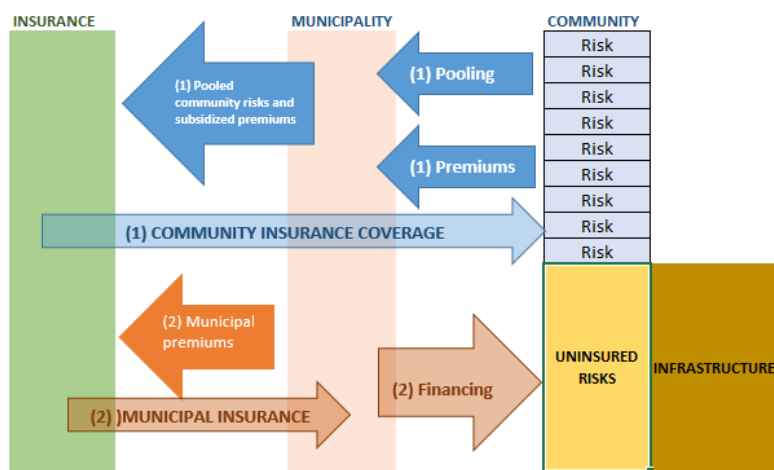 INSURANCE
MUNICIPALITY
COMMUNITY
(1) Pooled
community risks and
subsidized premiums
(1) Pooling
(1) Premiums
Risk
Risk
Risk
Risk
Risk
Risk
Risk
Risk
Risk
(1) COMMUNITY INSURANCE COVERAGE
(2) Municipal
premiums
(2) Financing
(2) )MUNICIPAL INSURANCE
UNINSURED
RISKS
INFRASTRUCTURE